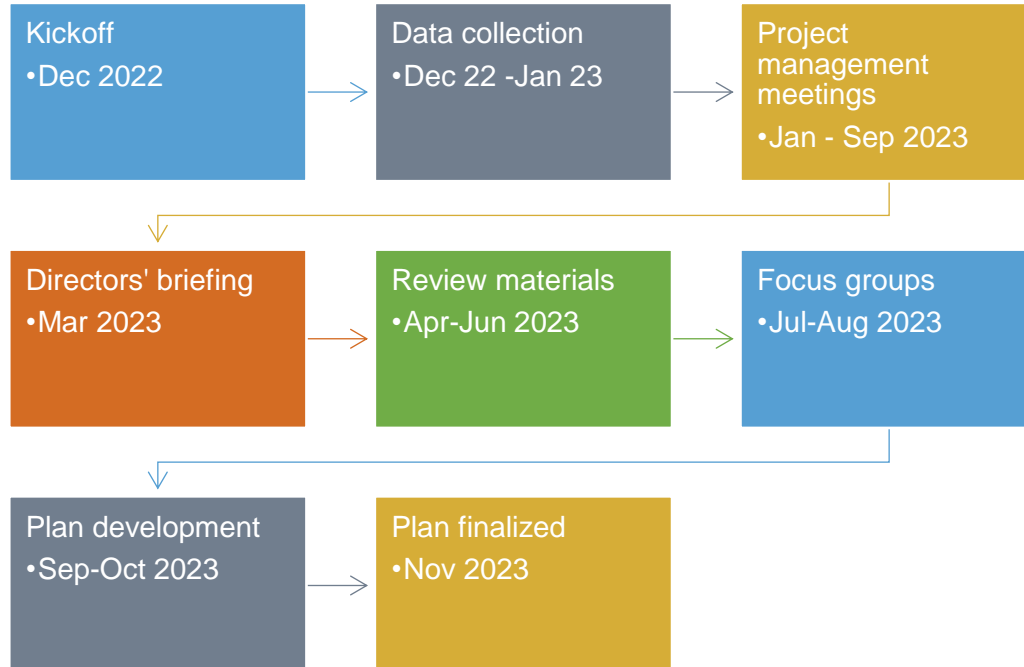 Kickoff
•Dec 2022
Data collection
•Dec 22 -Jan 23
Project
management
meetings
•Jan - Sep 2023
Directors' briefing
•Mar 2023
Review materials
•Apr-Jun 2023
Focus groups
•Jul-Aug 2023
Plan development
•Sep-Oct 2023
Plan finalized
•Nov 2023